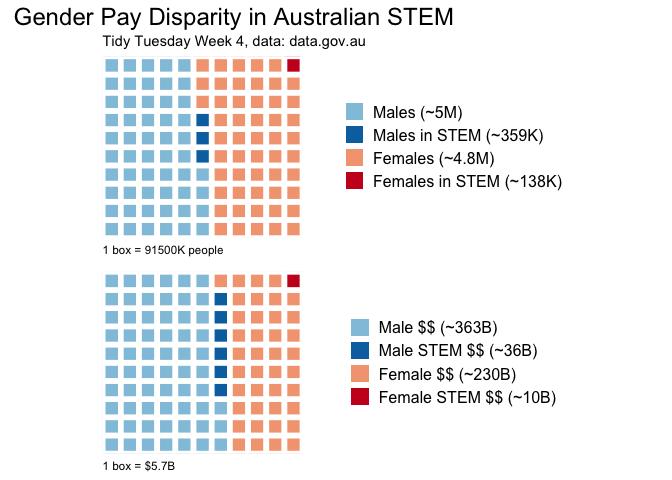 Gender Pay Disparity in Australian STEM
Tidy Tuesday Week 4, data: data.gov.au
Males (~5M)
Males in STEM (~359K)
Females (~4.8M)
Females in STEM (~138K)
1 box = 91500K people
Male $$ (~363B)
Male STEM $$ (~36B)
Female $$ (~230B)
Female STEM $$ (~10B)
1 box = $5.7B